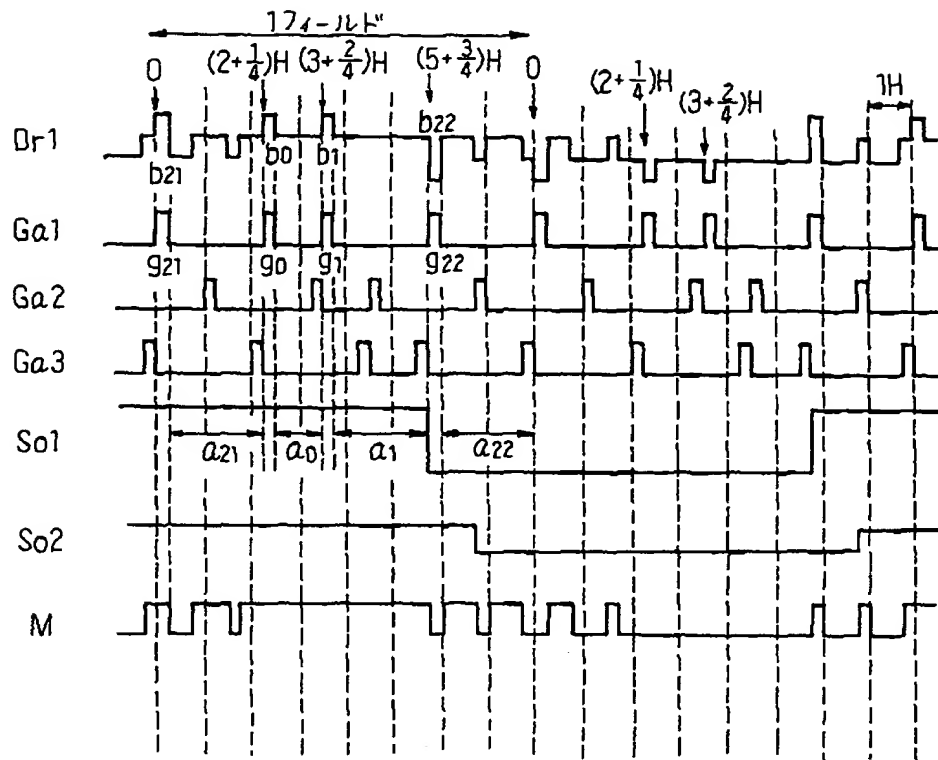 1フィールド
0 (2+1/4)H (3+2/4)H (5+3/4)H 0 (2+1/4)H (3+2/4)H 1H
Dr1 b21 b0 b1 b22
Ga1
g21 g0 g1 g22
Ga2
Ga3
So1
a21 a0 a1 a22
So2
M